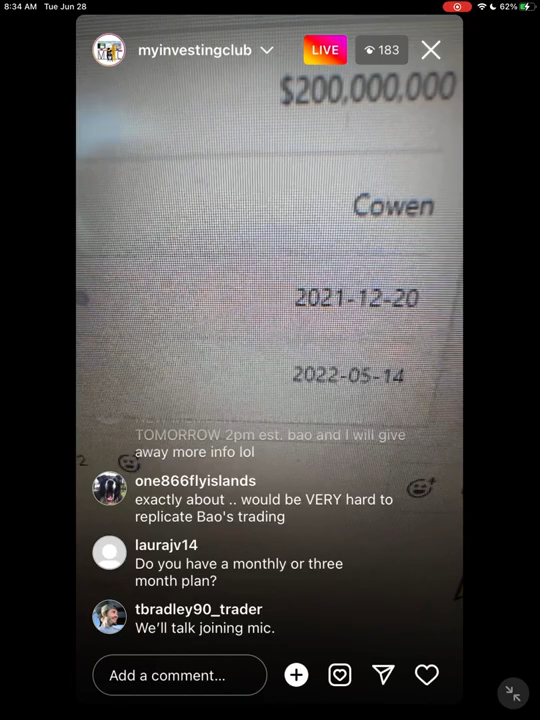 8:34 AM Tue Jun 28
62%
myinvestingclub
LIVE
183
$200,000,000
Cowen
2021-12-20
2022-05-14
TOMORROW 2pm est. bao and I will give
away more info lol
2
one866flyislands
exactly about .. would be VERY hard to
replicate Bao's trading
laurajv14
Do you have a monthly or three
month plan?
tbradley90_trader
We'll talk joining mic.
Add a comment…